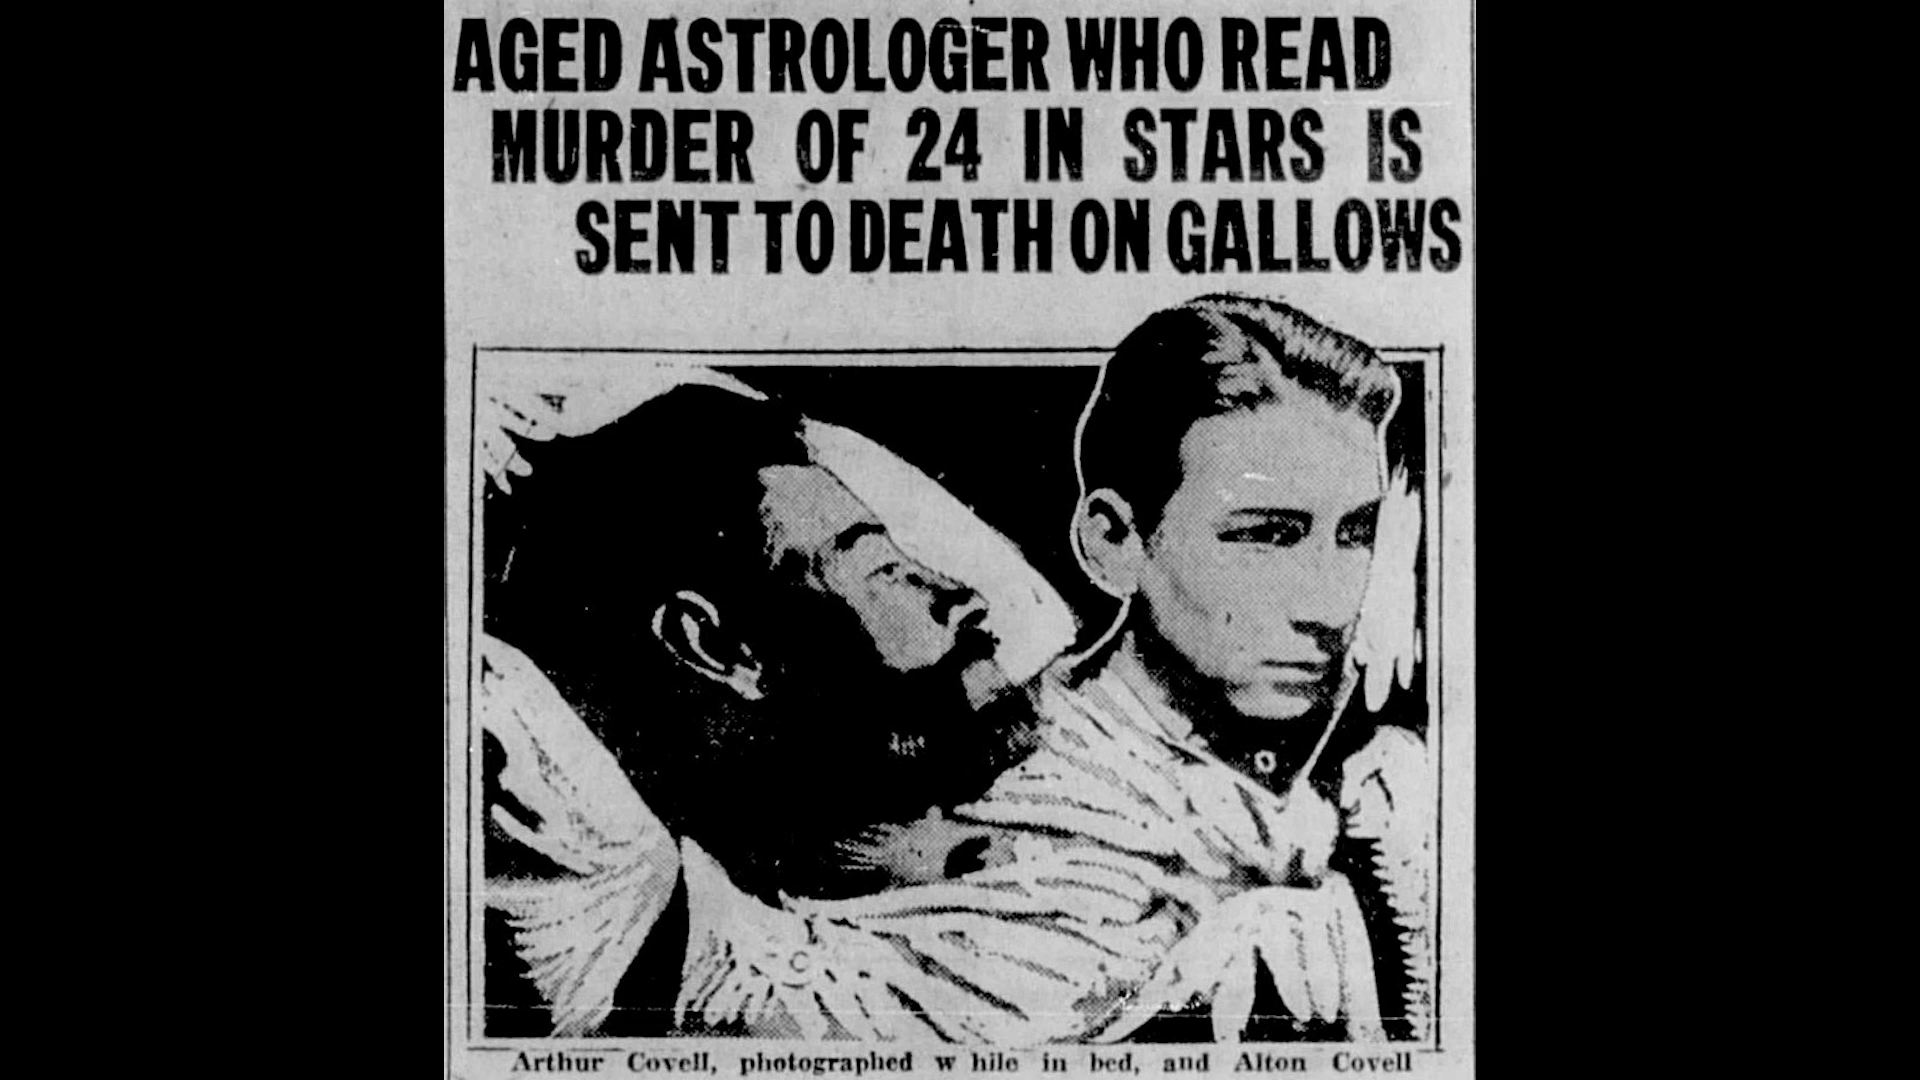 AGED ASTROLOGER WHO READ
MURDER OF 24 IN STARS IS
SENT TO DEATH ON GALLOWS
Arthur Covell, photographed w hile in bed, and Alton Covell